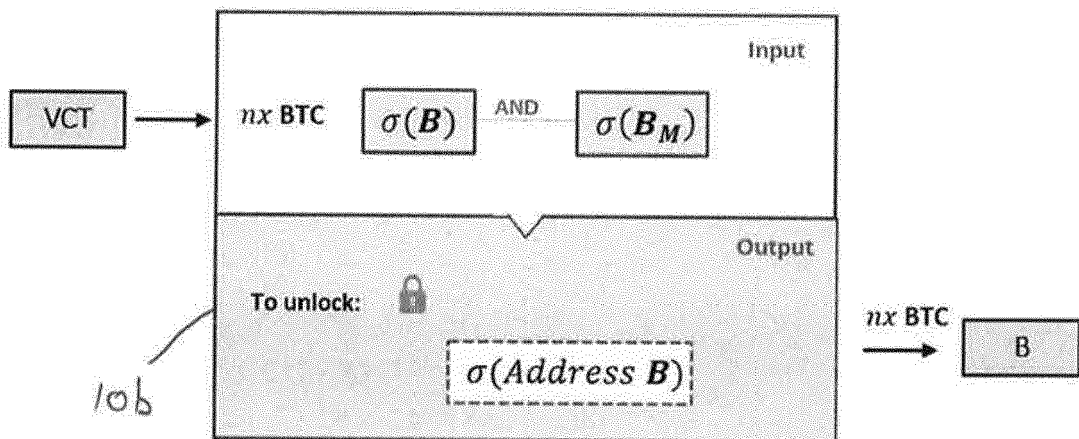 Input
VCT
nx BTC
σ(B)
AND
σ(B_M)
Output
To unlock:
σ(Address B)
nx BTC
B
10b